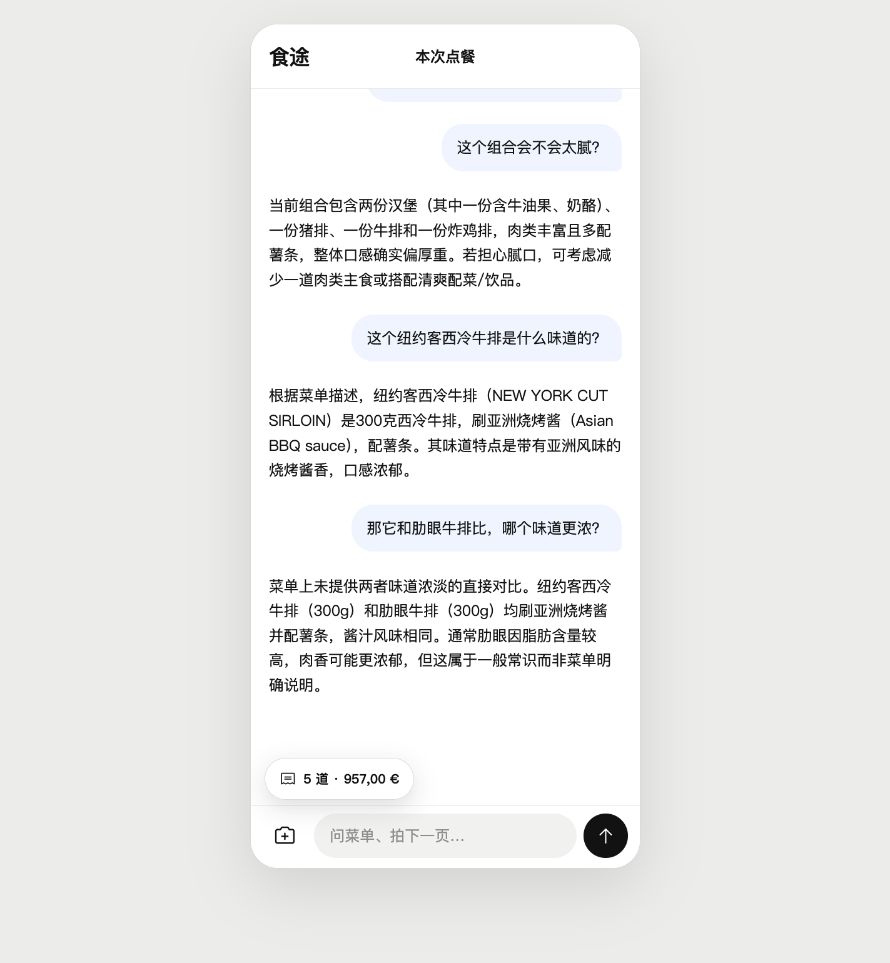 食途
本次点餐
这个组合会不会太腻?
当前组合包含两份汉堡（其中一份含牛油果、奶酪）、
一份猪排、一份牛排和一份炸鸡排，肉类丰富且多配
薯条，整体口感确实偏厚重。若担心腻口，可考虑减
少一道肉类主食或搭配清爽配菜/饮品。
这个纽约客西冷牛排是什么味道的?
根据菜单描述，纽约客西冷牛排（NEW YORK CUT
SIRLOIN）是300克西冷牛排，刷亚洲烧烤酱（Asian
BBQ sauce），配薯条。其味道特点是带有亚洲风味的
烧烤酱香，口感浓郁。
那它和肋眼牛排比，哪个味道更浓?
菜单上未提供两者味道浓淡的直接对比。纽约客西冷
牛排（300g）和肋眼牛排（300g）均刷亚洲烧烤酱
并配薯条，酱汁风味相同。通常肋眼因脂肪含量较
高，肉香可能更浓郁，但这属于一般常识而非菜单明
确说明。
5 道 · 957,00 €
问菜单、拍下一页...